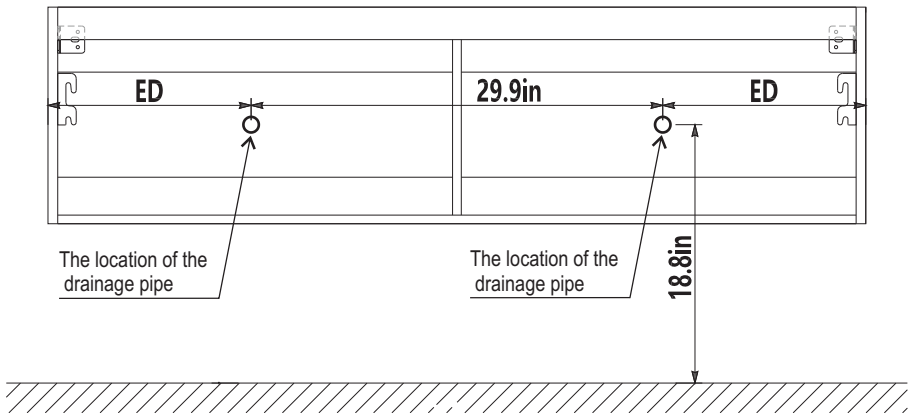 ED
29.9in
ED
The location of the
drainage pipe
The location of the
drainage pipe
18.8in